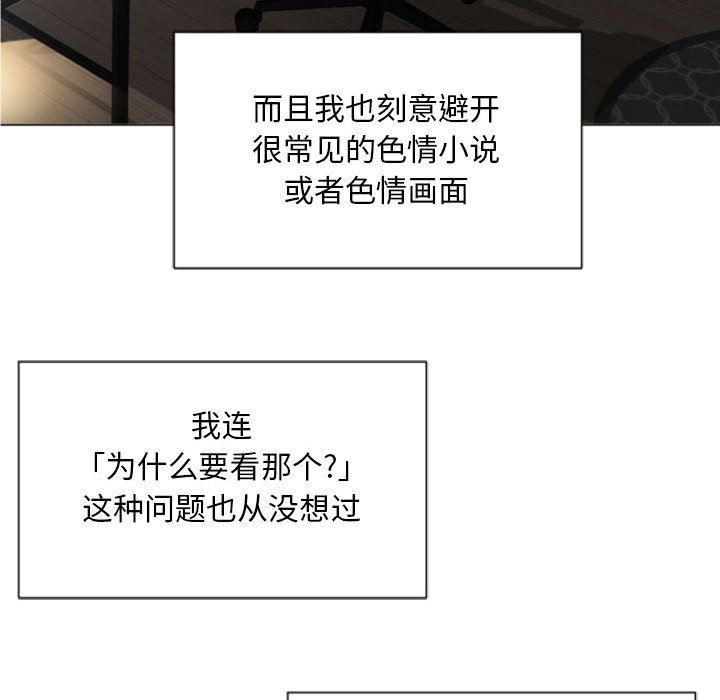 而且我也刻意避开
很常见的色情小说
或者色情画面
我连
「为什么要看那个?」
这种问题也从没想过